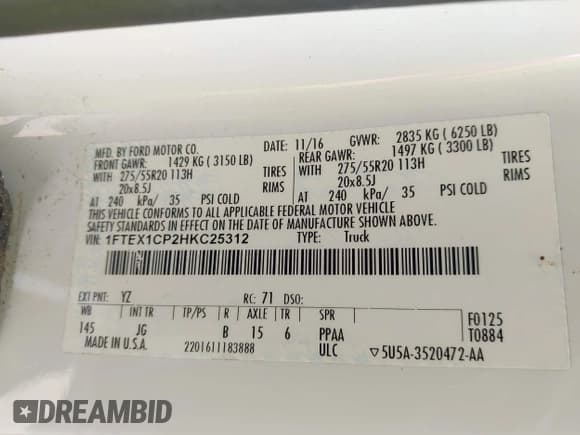 MFD. BY FORD MOTOR CO. DATE: 11/16 GVWR: 2835 KG ( 6250 LB)
FRONT GAWR: 1429 KG ( 3150 LB) REAR GAWR: 1497 KG ( 3300 LB)
WITH 275/55R20 113H TIRES WITH 275/55R20 113H TIRES
20x8.5J RIMS 20x8.5J RIMS
AT 240 kPa/ 35 PSI COLD AT 240 kPa/ 35 PSI COLD
THIS VEHICLE CONFORMS TO ALL APPLICABLE FEDERAL MOTOR VEHICLE
SAFETY STANDARDS IN EFFECT ON THE DATE OF MANUFACTURE SHOWN ABOVE.
VIN: 1FTEX1CP2HKC25312 TYPE: Truck
EXT PNT: YZ RC: 71 DSO:
WB INT TR TP/PS R AXLE TR SPR F0125
145 JG B 15 6 PPAA T0884
MADE IN U.S.A. 2201611183888 ULC ▽5U5A-3520472-AA
DREAMBID